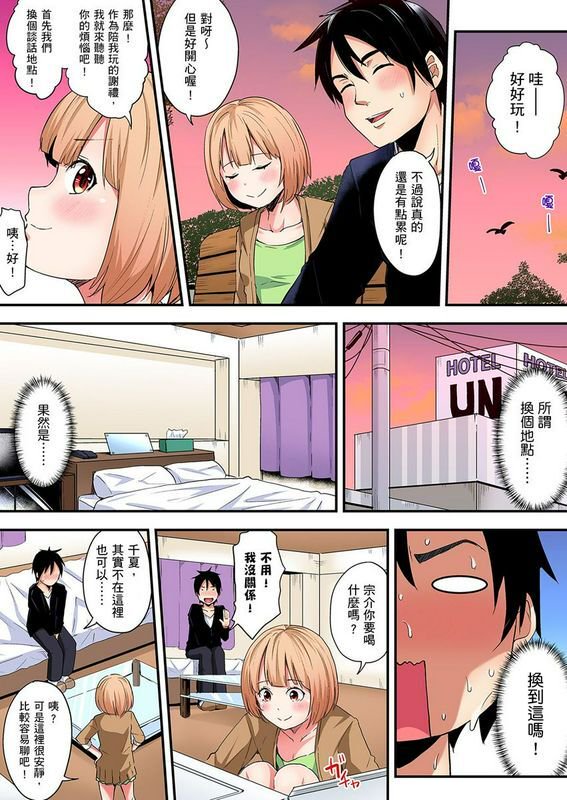 哇——
好好玩！
嘎—
嘎—
不過說真的
還是有點累呢！
對呀～
但是好開心喔！
那麼！
作為陪我玩的謝禮，
我就來聽聽
你的煩惱吧！
首先我們
換個談話地點！
咦…好！
HOTEL
UN
HOTEL
所謂
換個地點……
果然是……
換到這嗎！
宗介你要喝
什麼嗎？
不用！
我沒關係！
ガチャ
千夏，
其實不在這裡
也可以……
咦？
可是這裡很安靜，
比較容易聊吧！